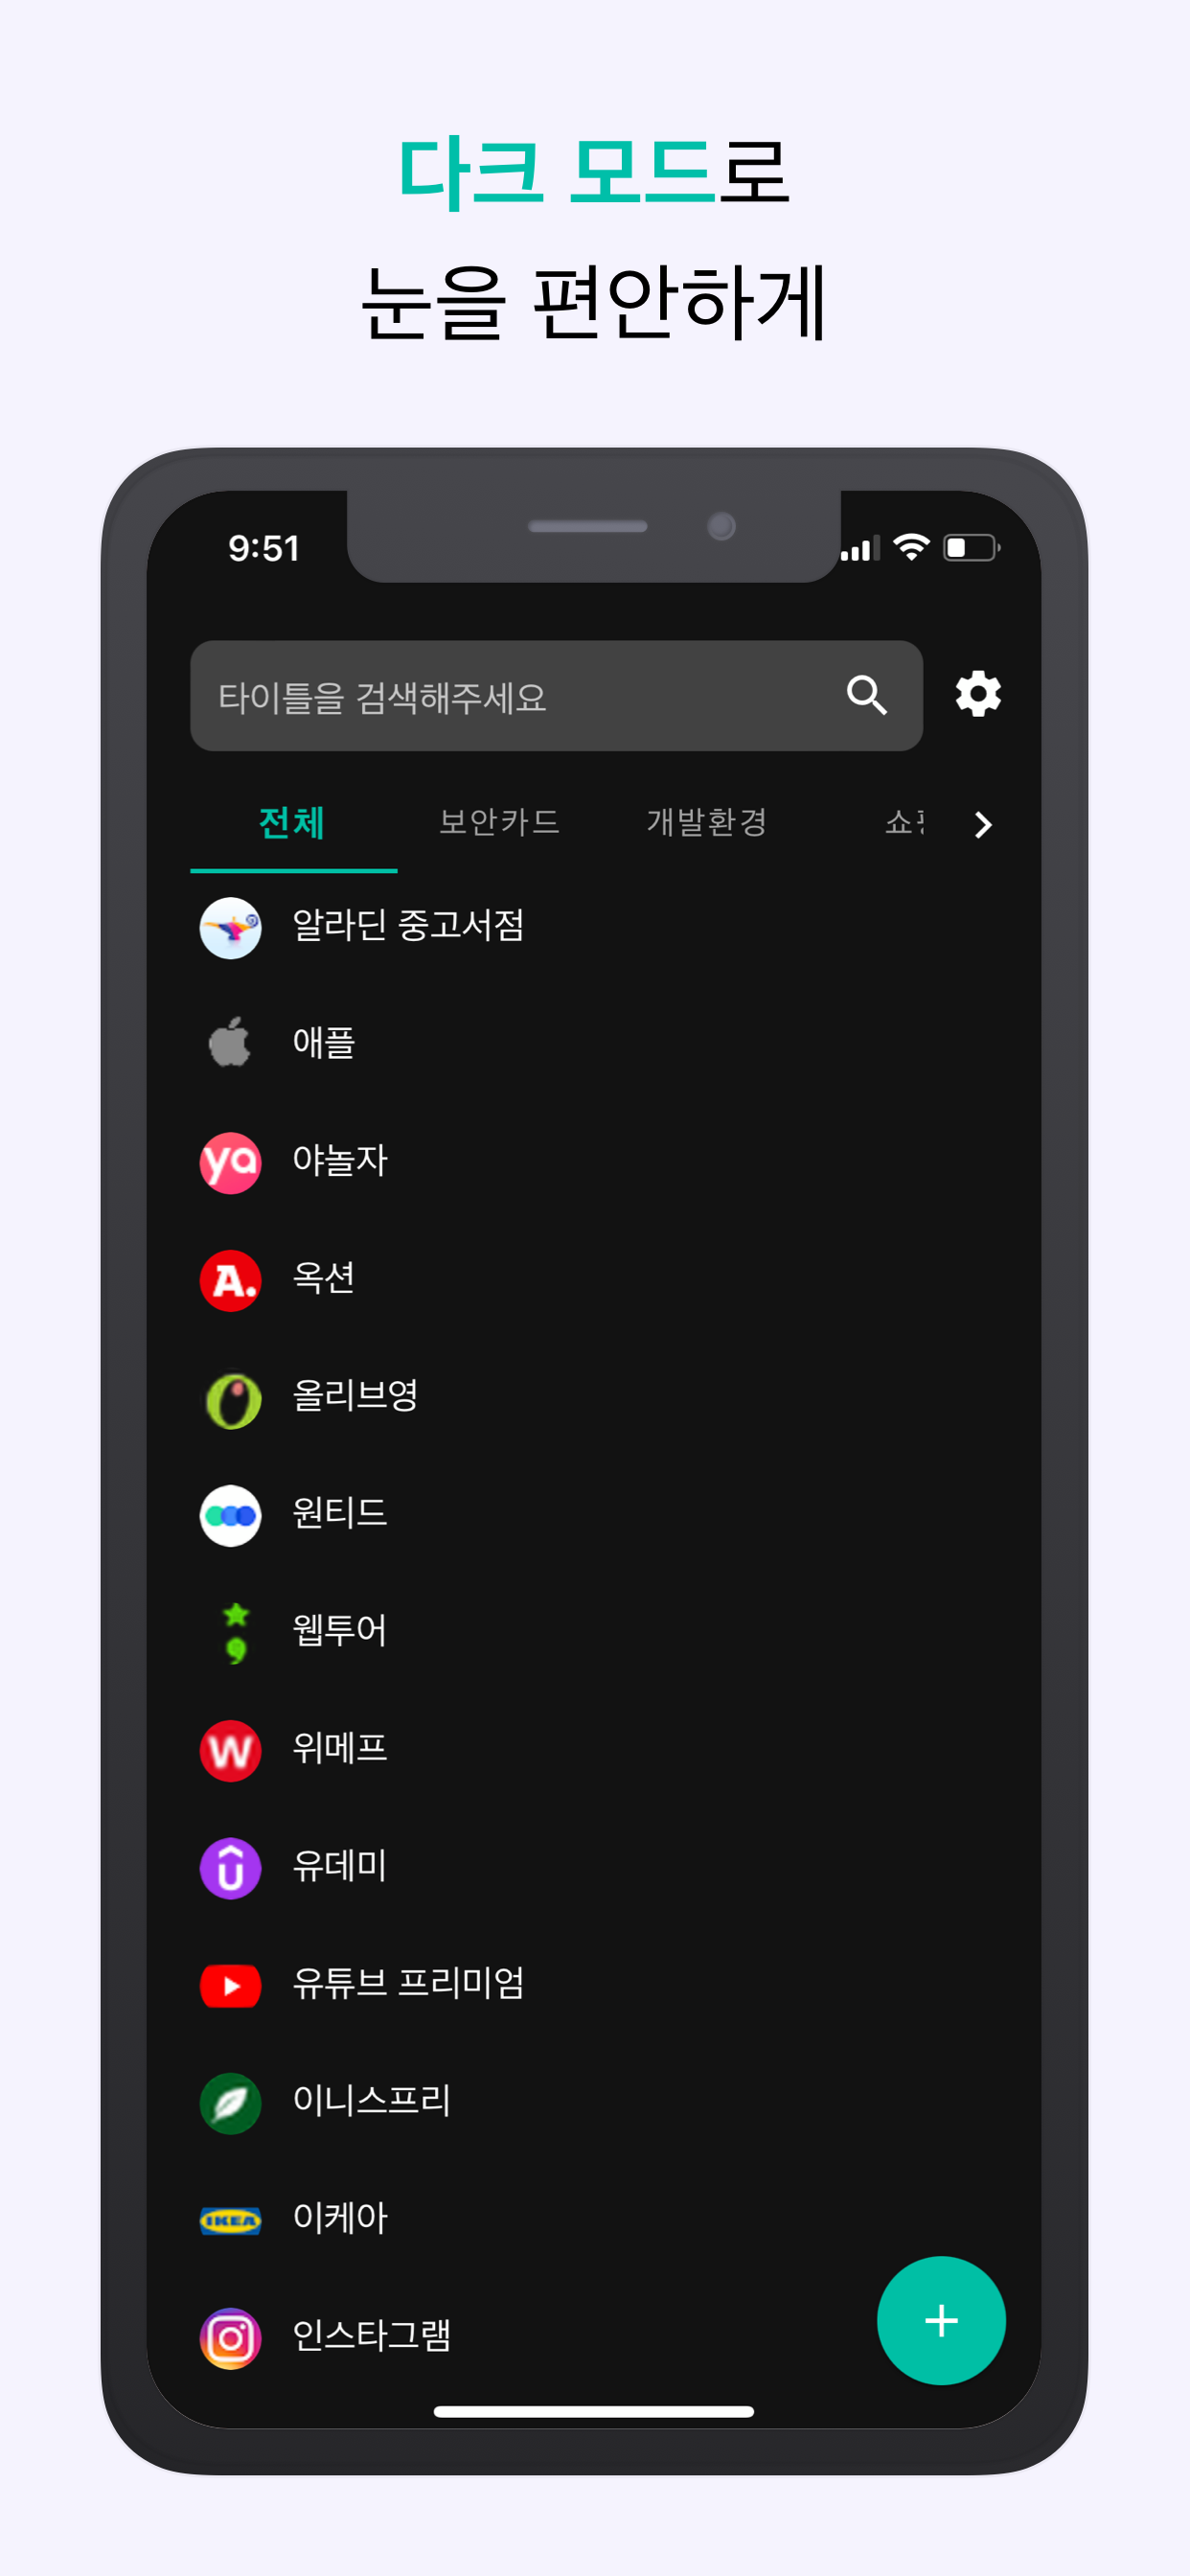 다크 모드로
눈을 편안하게
9:51
타이틀을 검색해주세요
전체 보안카드 개발환경 쇼
알라딘 중고서점
애플
ya 야놀자
A. 옥션
올리브영
원티드
웹투어
W 위메프
유데미
유튜브 프리미엄
이니스프리
IKEA 이케아
인스타그램
+